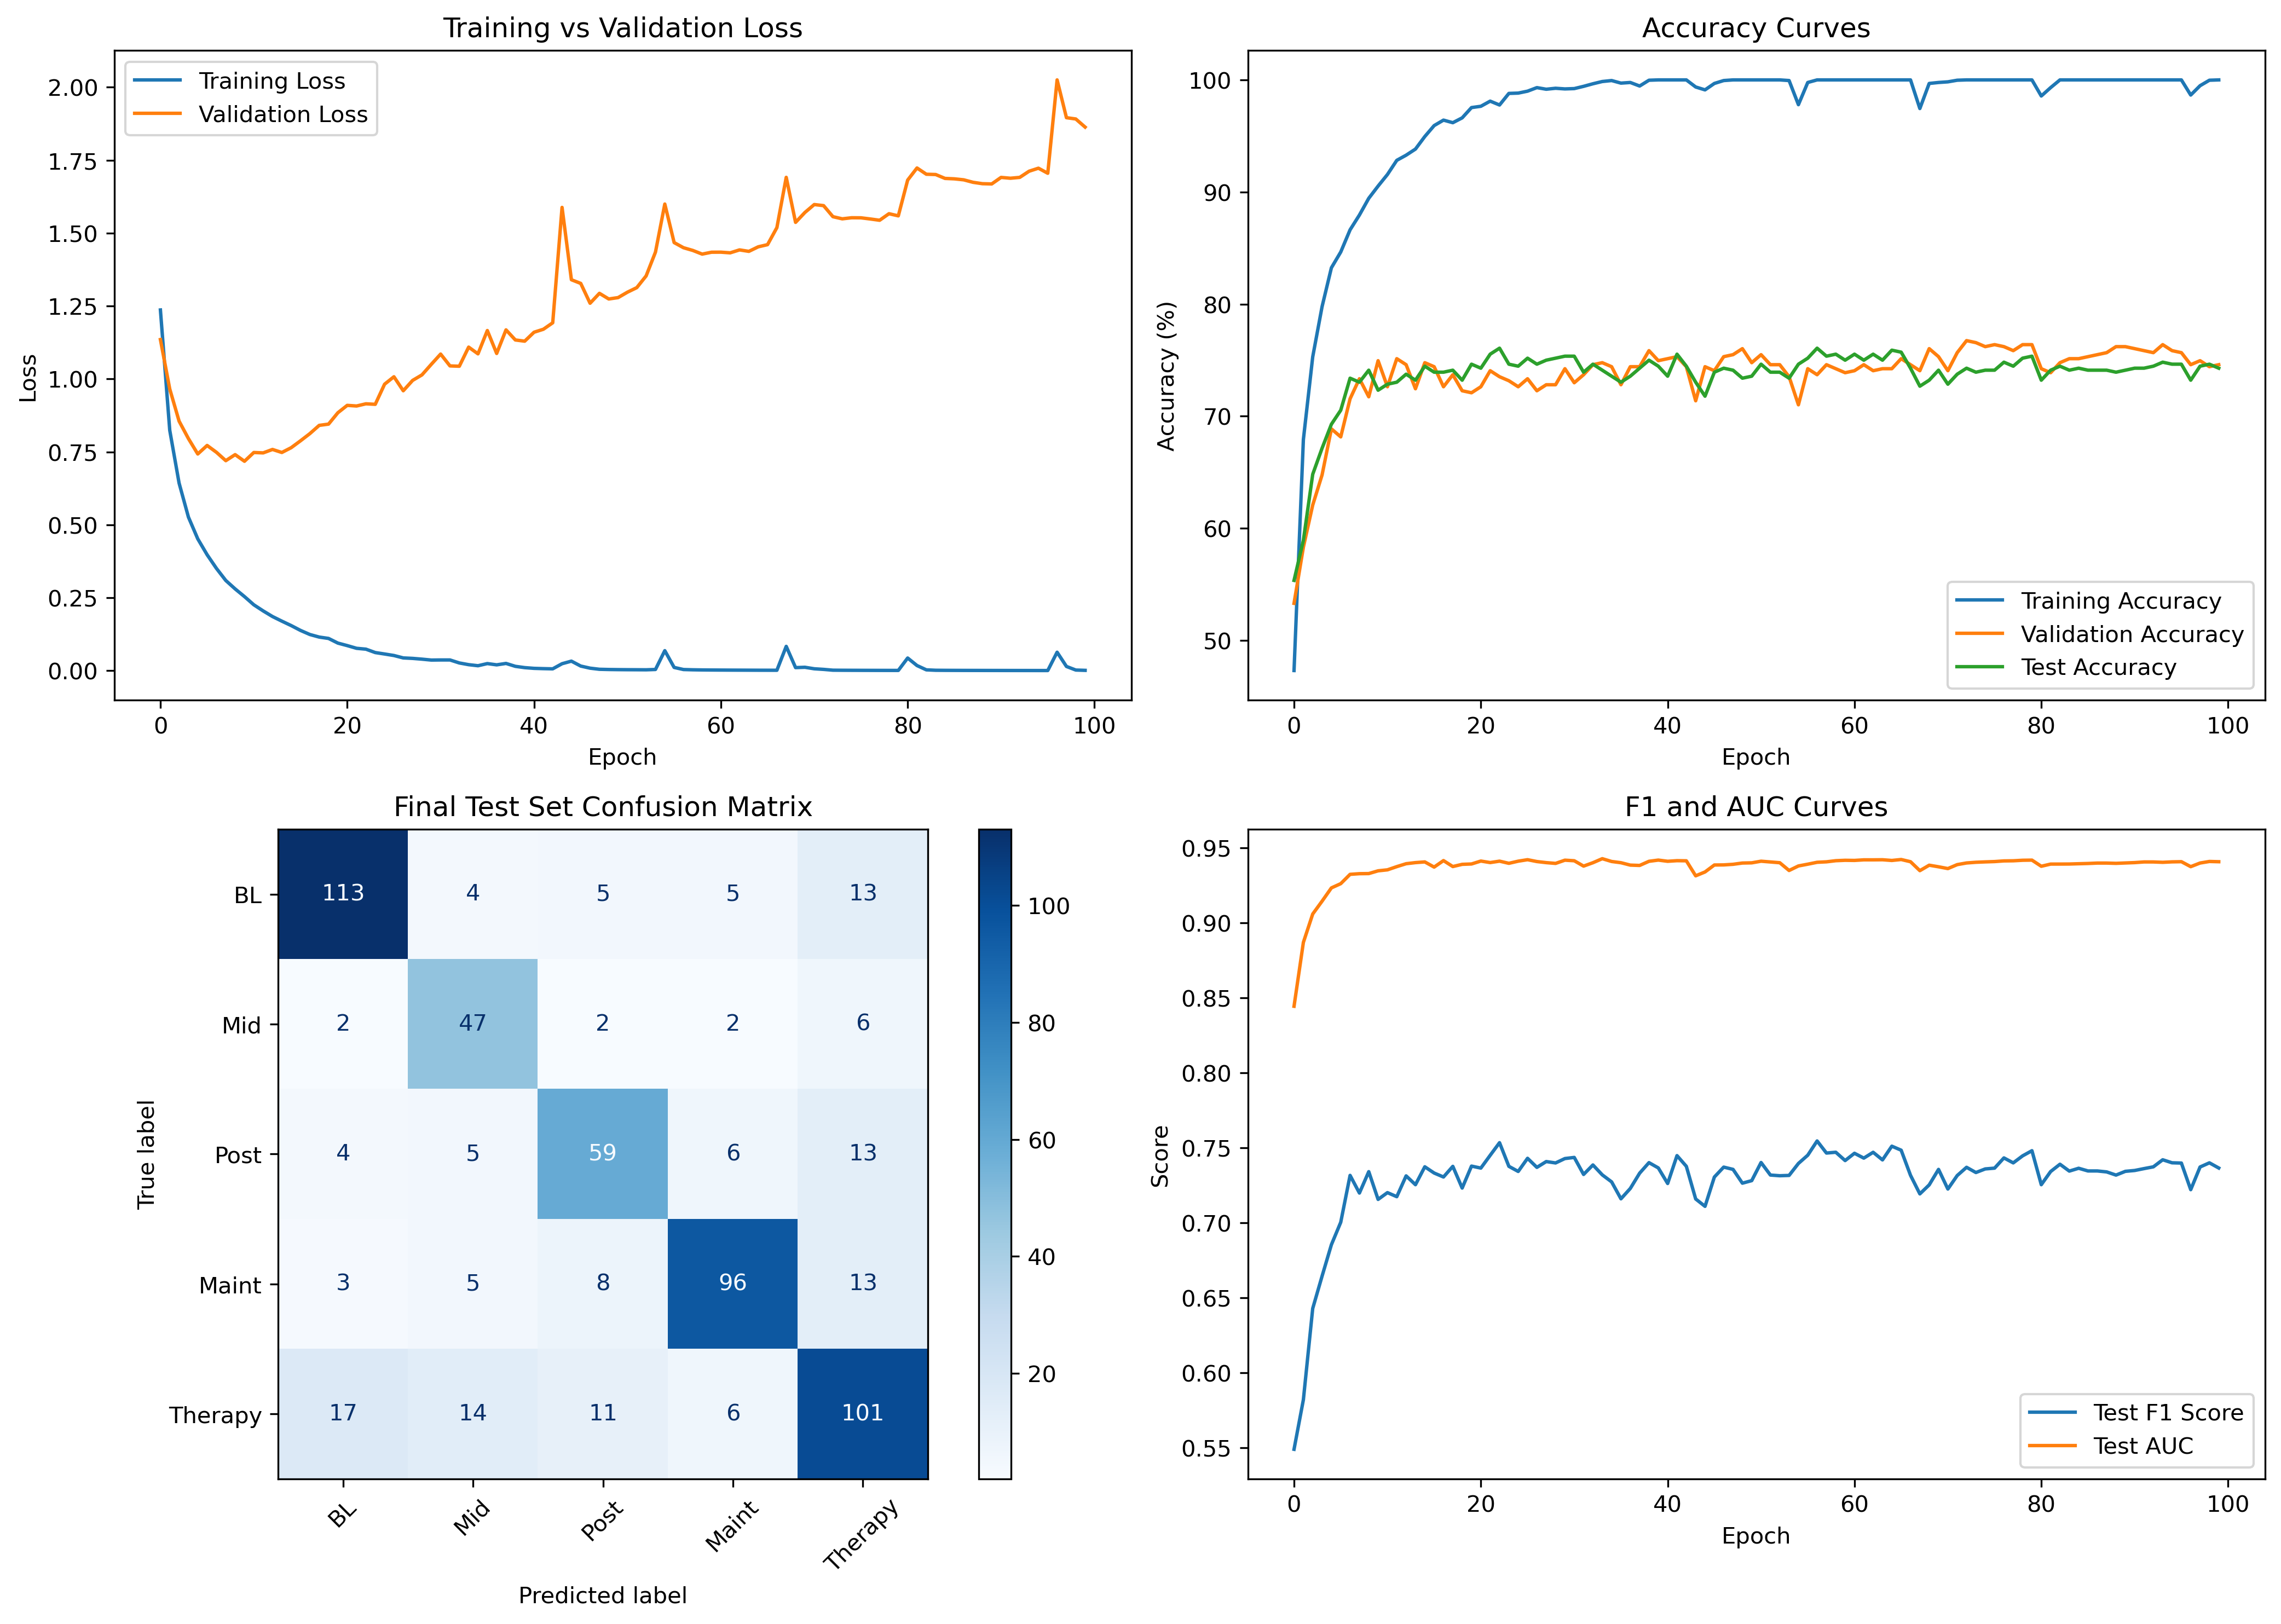 Training vs Validation Loss
Training Loss
Validation Loss
2.00
1.75
1.50
1.25
1.00
0.75
0.50
0.25
0.00
Loss
0 20 40 60 80 100
Epoch
Accuracy Curves
100
90
80
70
60
50
Accuracy (%)
Training Accuracy
Validation Accuracy
Test Accuracy
0 20 40 60 80 100
Epoch
Final Test Set Confusion Matrix
True label
BL 113 4 5 5 13
Mid 2 47 2 2 6
Post 4 5 59 6 13
Maint 3 5 8 96 13
Therapy 17 14 11 6 101
BL Mid Post Maint Therapy
Predicted label
100
80
60
40
20
F1 and AUC Curves
0.95
0.90
0.85
0.80
0.75
0.70
0.65
0.60
0.55
Score
Test F1 Score
Test AUC
0 20 40 60 80 100
Epoch